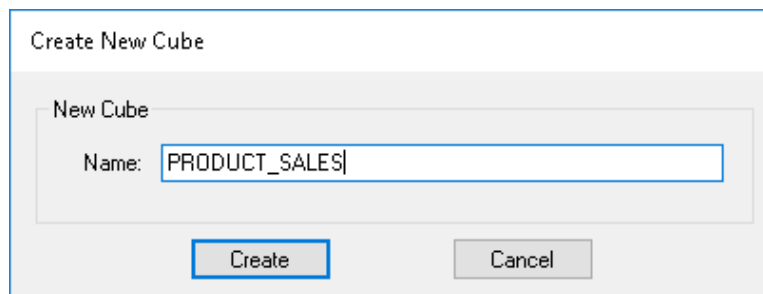 Create New Cube
New Cube
Name: PRODUCT_SALES
Create Cancel